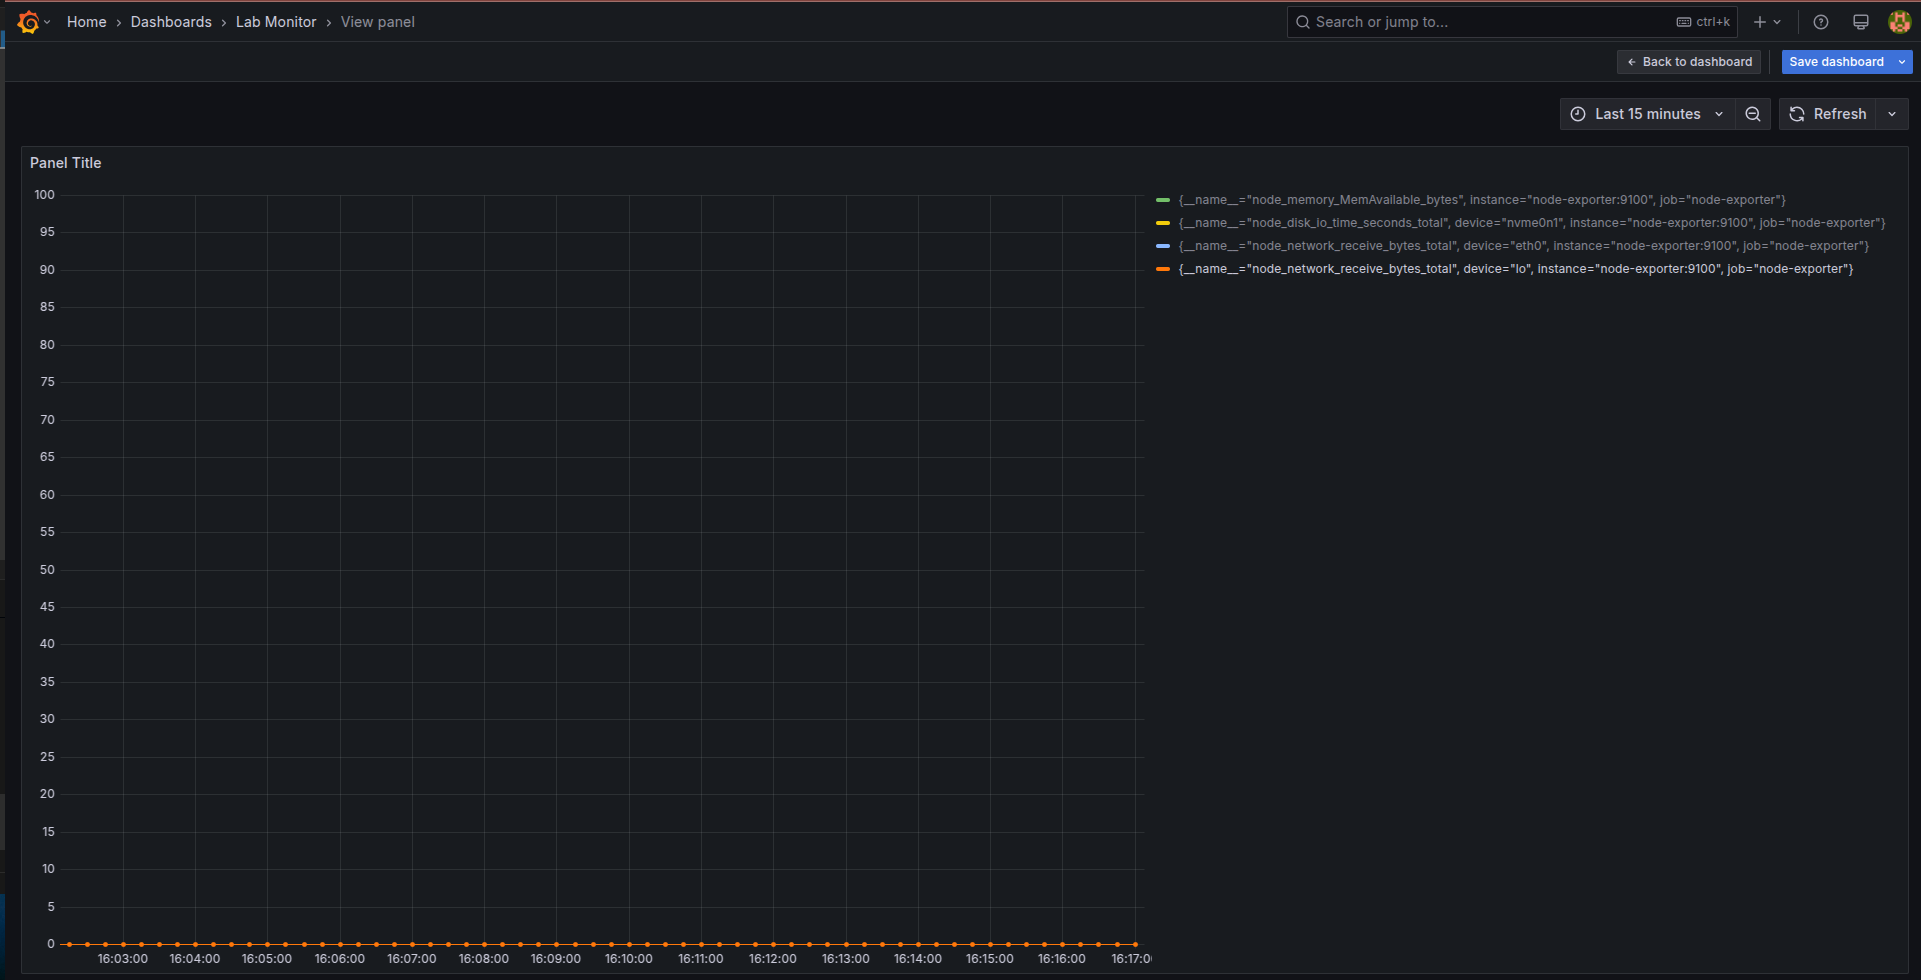 Home › Dashboards › Lab Monitor › View panel
Search or jump to...
ctrl+k
Back to dashboard
Save dashboard
Last 15 minutes
Refresh
Panel Title
100
95
90
85
80
75
70
65
60
55
50
45
40
35
30
25
20
15
10
5
0
16:03:00 16:04:00 16:05:00 16:06:00 16:07:00 16:08:00 16:09:00 16:10:00 16:11:00 16:12:00 16:13:00 16:14:00 16:15:00 16:16:00 16:17:0
{__name__="node_memory_MemAvailable_bytes", instance="node-exporter:9100", job="node-exporter"}
{__name__="node_disk_io_time_seconds_total", device="nvme0n1", instance="node-exporter:9100", job="node-exporter"}
{__name__="node_network_receive_bytes_total", device="eth0", instance="node-exporter:9100", job="node-exporter"}
{__name__="node_network_receive_bytes_total", device="lo", instance="node-exporter:9100", job="node-exporter"}